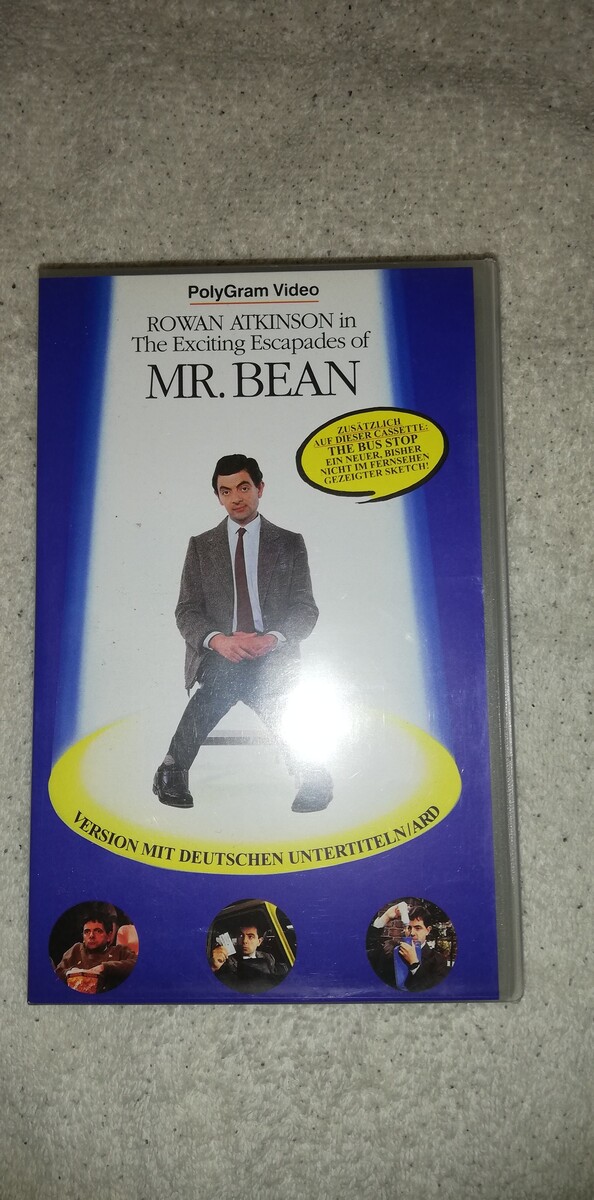 PolyGram Video
ROWAN ATKINSON in
The Exciting Escapades of
MR. BEAN
ZUSÄTZLICH
AUF DIESER CASSETTE:
THE BUS STOP
EIN NEUER, BISHER
NICHT IM FERNSEHEN
GEZEIGTER SKETCH!
VERSION MIT DEUTSCHEN UNTERTITELN/ARD